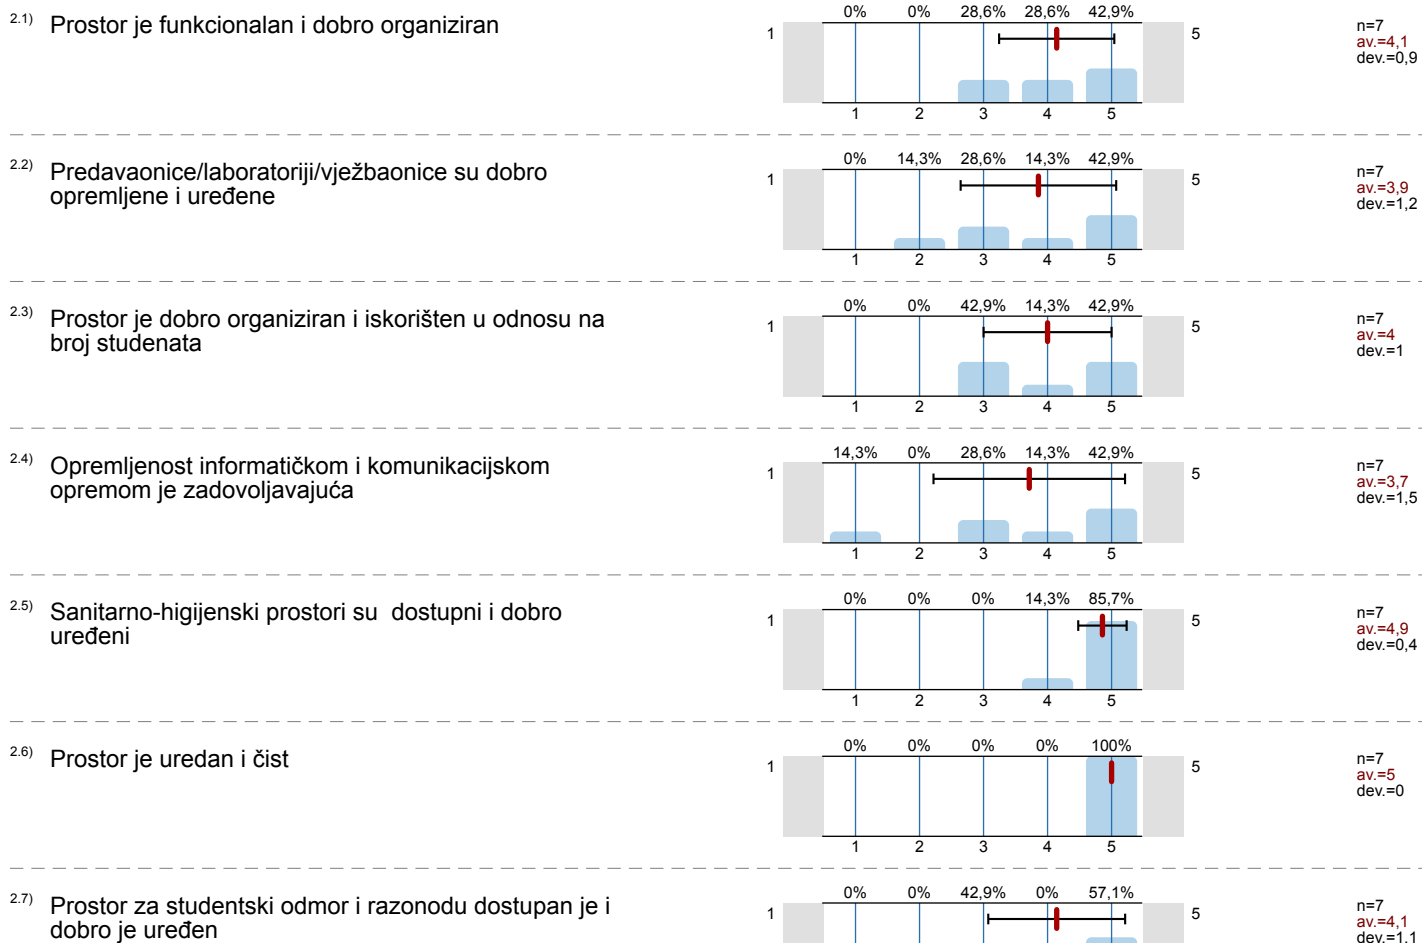 2.1) Prostor je funkcionalan i dobro organiziran
0% 0% 28,6% 28,6% 42,9%
1 5
1 2 3 4 5
n=7
av.=4,1
dev.=0,9
2.2) Predavaonice/laboratoriji/vježbaonice su dobro
opremljene i uređene
0% 14,3% 28,6% 14,3% 42,9%
1 5
1 2 3 4 5
n=7
av.=3,9
dev.=1,2
2.3) Prostor je dobro organiziran i iskorišten u odnosu na
broj studenata
0% 0% 42,9% 14,3% 42,9%
1 5
1 2 3 4 5
n=7
av.=4
dev.=1
2.4) Opremljenost informatičkom i komunikacijskom
opremom je zadovoljavajuća
14,3% 0% 28,6% 14,3% 42,9%
1 5
1 2 3 4 5
n=7
av.=3,7
dev.=1,5
2.5) Sanitarno-higijenski prostori su dostupni i dobro
uređeni
0% 0% 0% 14,3% 85,7%
1 5
1 2 3 4 5
n=7
av.=4,9
dev.=0,4
2.6) Prostor je uredan i čist
0% 0% 0% 0% 100%
1 5
1 2 3 4 5
n=7
av.=5
dev.=0
2.7) Prostor za studentski odmor i razonodu dostupan je i
dobro je uređen
0% 0% 42,9% 0% 57,1%
1 5
n=7
av.=4,1
dev.=1,1